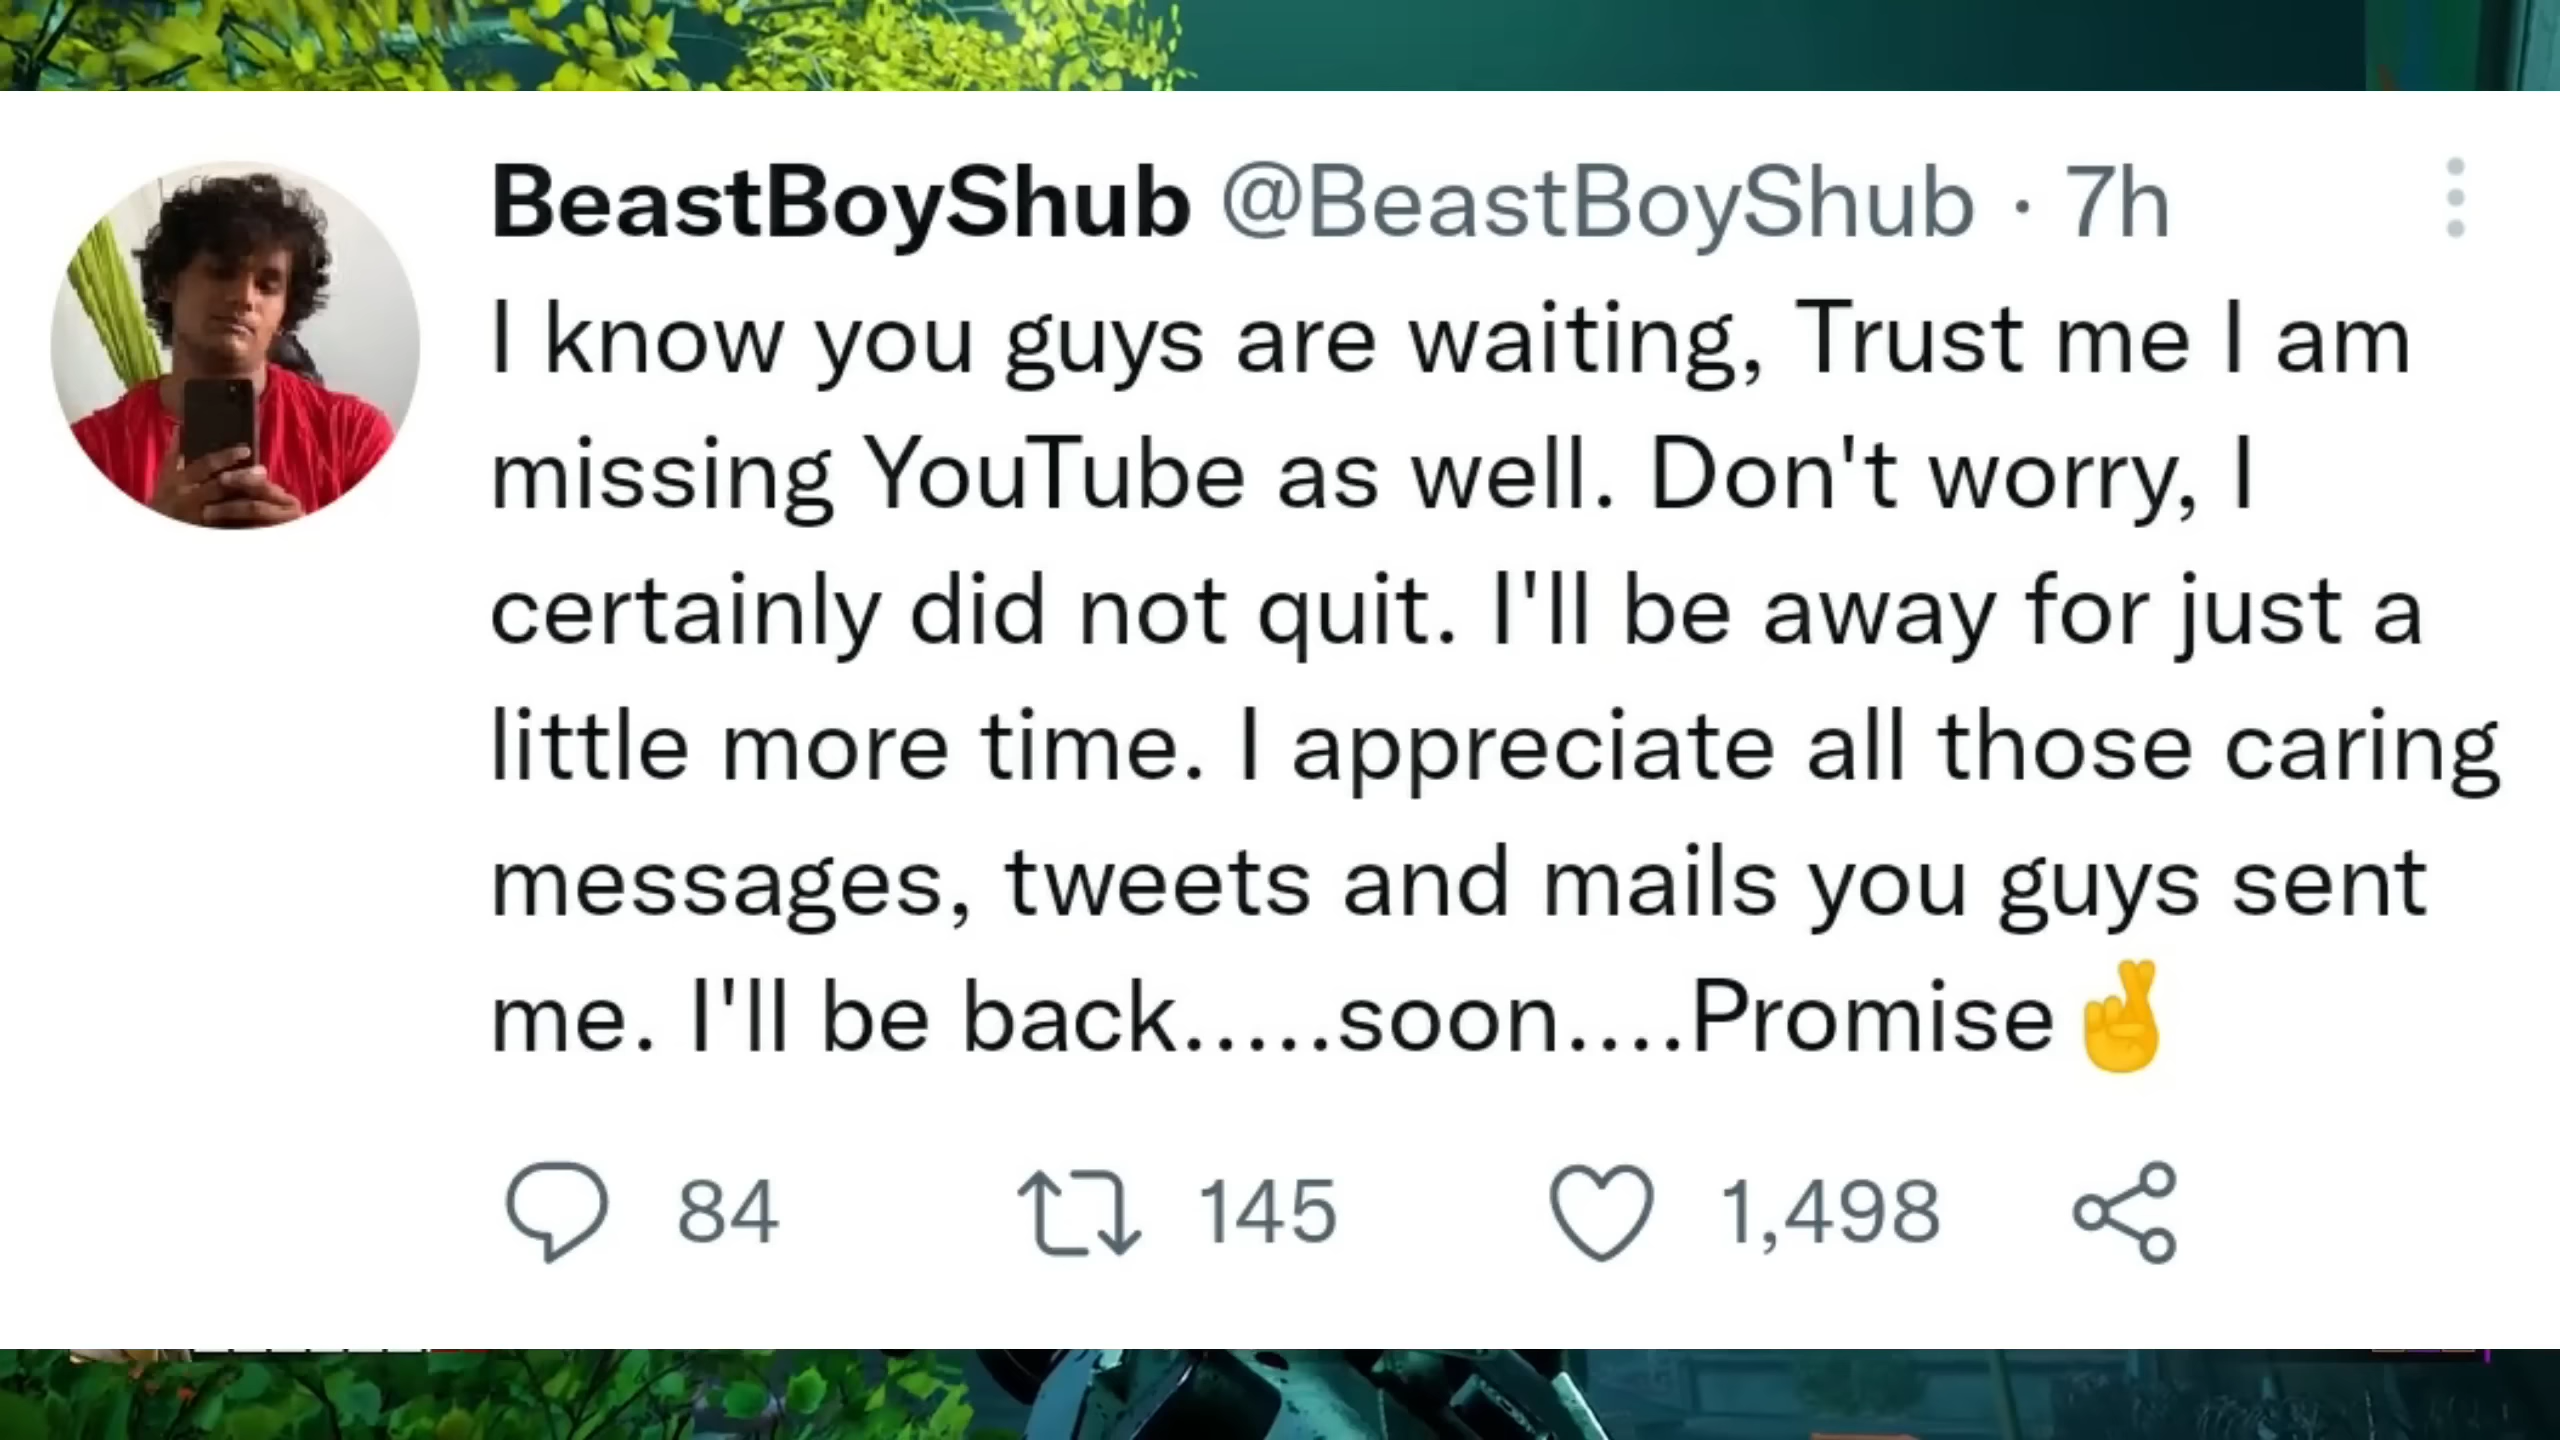 BeastBoyShub @BeastBoyShub · 7h
I know you guys are waiting, Trust me I am
missing YouTube as well. Don't worry, I
certainly did not quit. I'll be away for just a
little more time. I appreciate all those caring
messages, tweets and mails you guys sent
me. I'll be back.....soon....Promise🤞
84 145 1,498